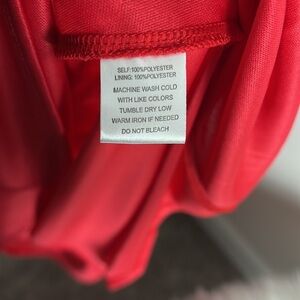 SELF:100%POLYESTER
LINING: 100%POLYESTER
MACHINE WASH COLD
WITH LIKE COLORS
TUMBLE DRY LOW
WARM IRON IF NEEDED
DO NOT BLEACH